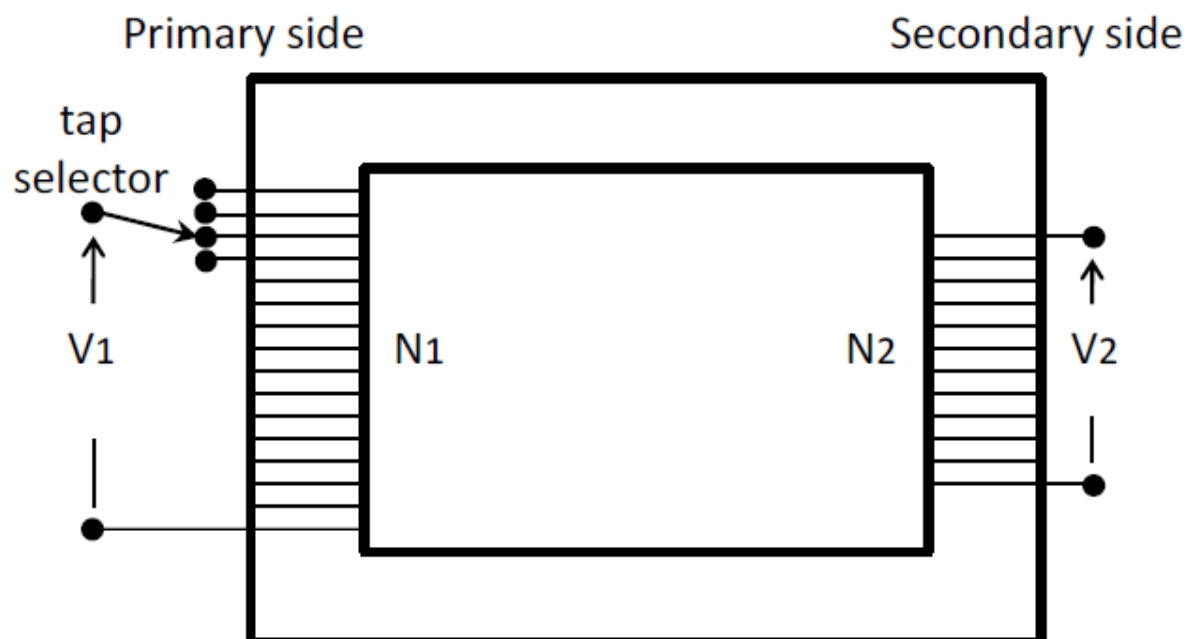 Primary side
Secondary side
tap
selector
V1
N1
N2
V2